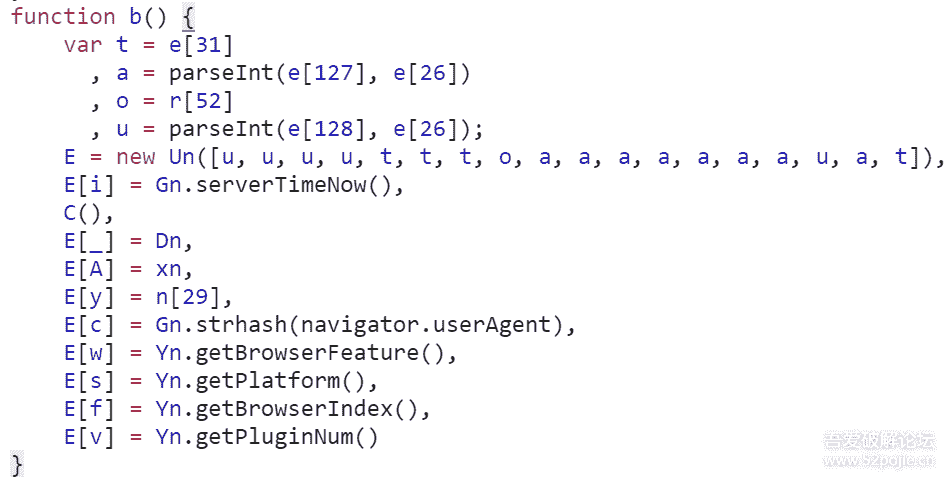 function b() {
    var t = e[31]
      , a = parseInt(e[127], e[26])
      , o = r[52]
      , u = parseInt(e[128], e[26]);
    E = new Un([u, u, u, u, t, t, t, o, a, a, a, a, a, a, a, u, a, t]),
    E[i] = Gn.serverTimeNow(),
    C(),
    E[_] = Dn,
    E[A] = xn,
    E[y] = n[29],
    E[c] = Gn.strhash(navigator.userAgent),
    E[w] = Yn.getBrowserFeature(),
    E[s] = Yn.getPlatform(),
    E[f] = Yn.getBrowserIndex(),
    E[v] = Yn.getPluginNum()
}
吾爱破解论坛
www.52pojie.cn